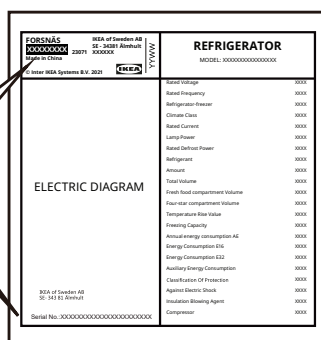 FORSNÄS
XXXXXXXX 23071
Made in China
© Inter IKEA Systems B.V. 2021
IKEA of Sweden AB
SE - 34381 Älmhult
XXXXXX
IKEA
YYWW
REFRIGERATOR
MODEL: XXXXXXXXXXXXXXXX
ELECTRIC DIAGRAM
IKEA of Sweden AB
SE- 343 81 Älmhult
Serial No.:XXXXXXXXXXXXXXXXXXXXXXX
Rated Voltage XXXX
Rated Frequency XXXX
Refrigerator-freezer XXXX
Climate Class XXXX
Rated Current XXXX
Lamp Power XXXX
Rated Defrost Power XXXX
Refrigerant XXXX
Amount XXXX
Total Volume XXXX
Fresh food compartment Volume XXXX
Four-star compartment Volume XXXX
Temperature Rise Value XXXX
Freezing Capacity XXXX
Annual energy consumption AE XXXX
Energy Consumption E16 XXXX
Energy Consumption E32 XXXX
Auxiliary Energy Consumption XXXX
Classification Of Protection XXXX
Against Electric Shock XXXX
Insulation Blowing Agent XXXX
Compressor XXXX